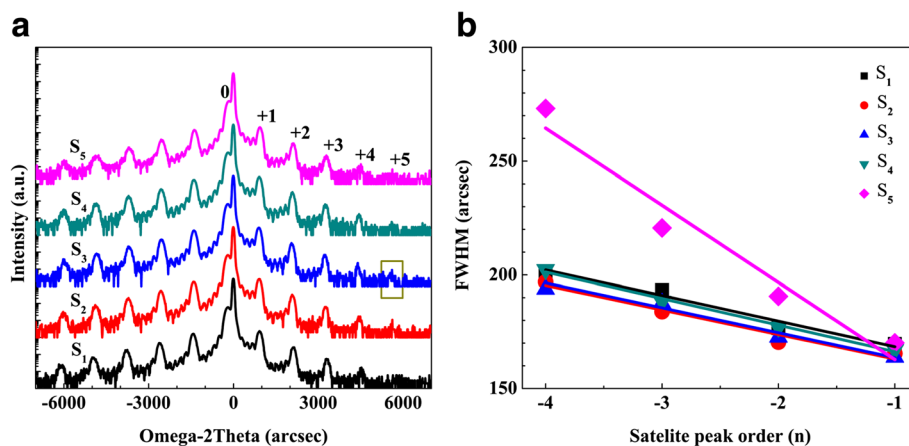 a
Intensity (a.u.)
0
+1
+2
+3
+4
+5
S5
S4
S3
S2
S1
-6000
-3000
0
3000
6000
Omega-2Theta (arcsec)
b
FWHM (arcsec)
300
250
200
150
S1
S2
S3
S4
S5
-4
-3
-2
-1
Satelite peak order (n)